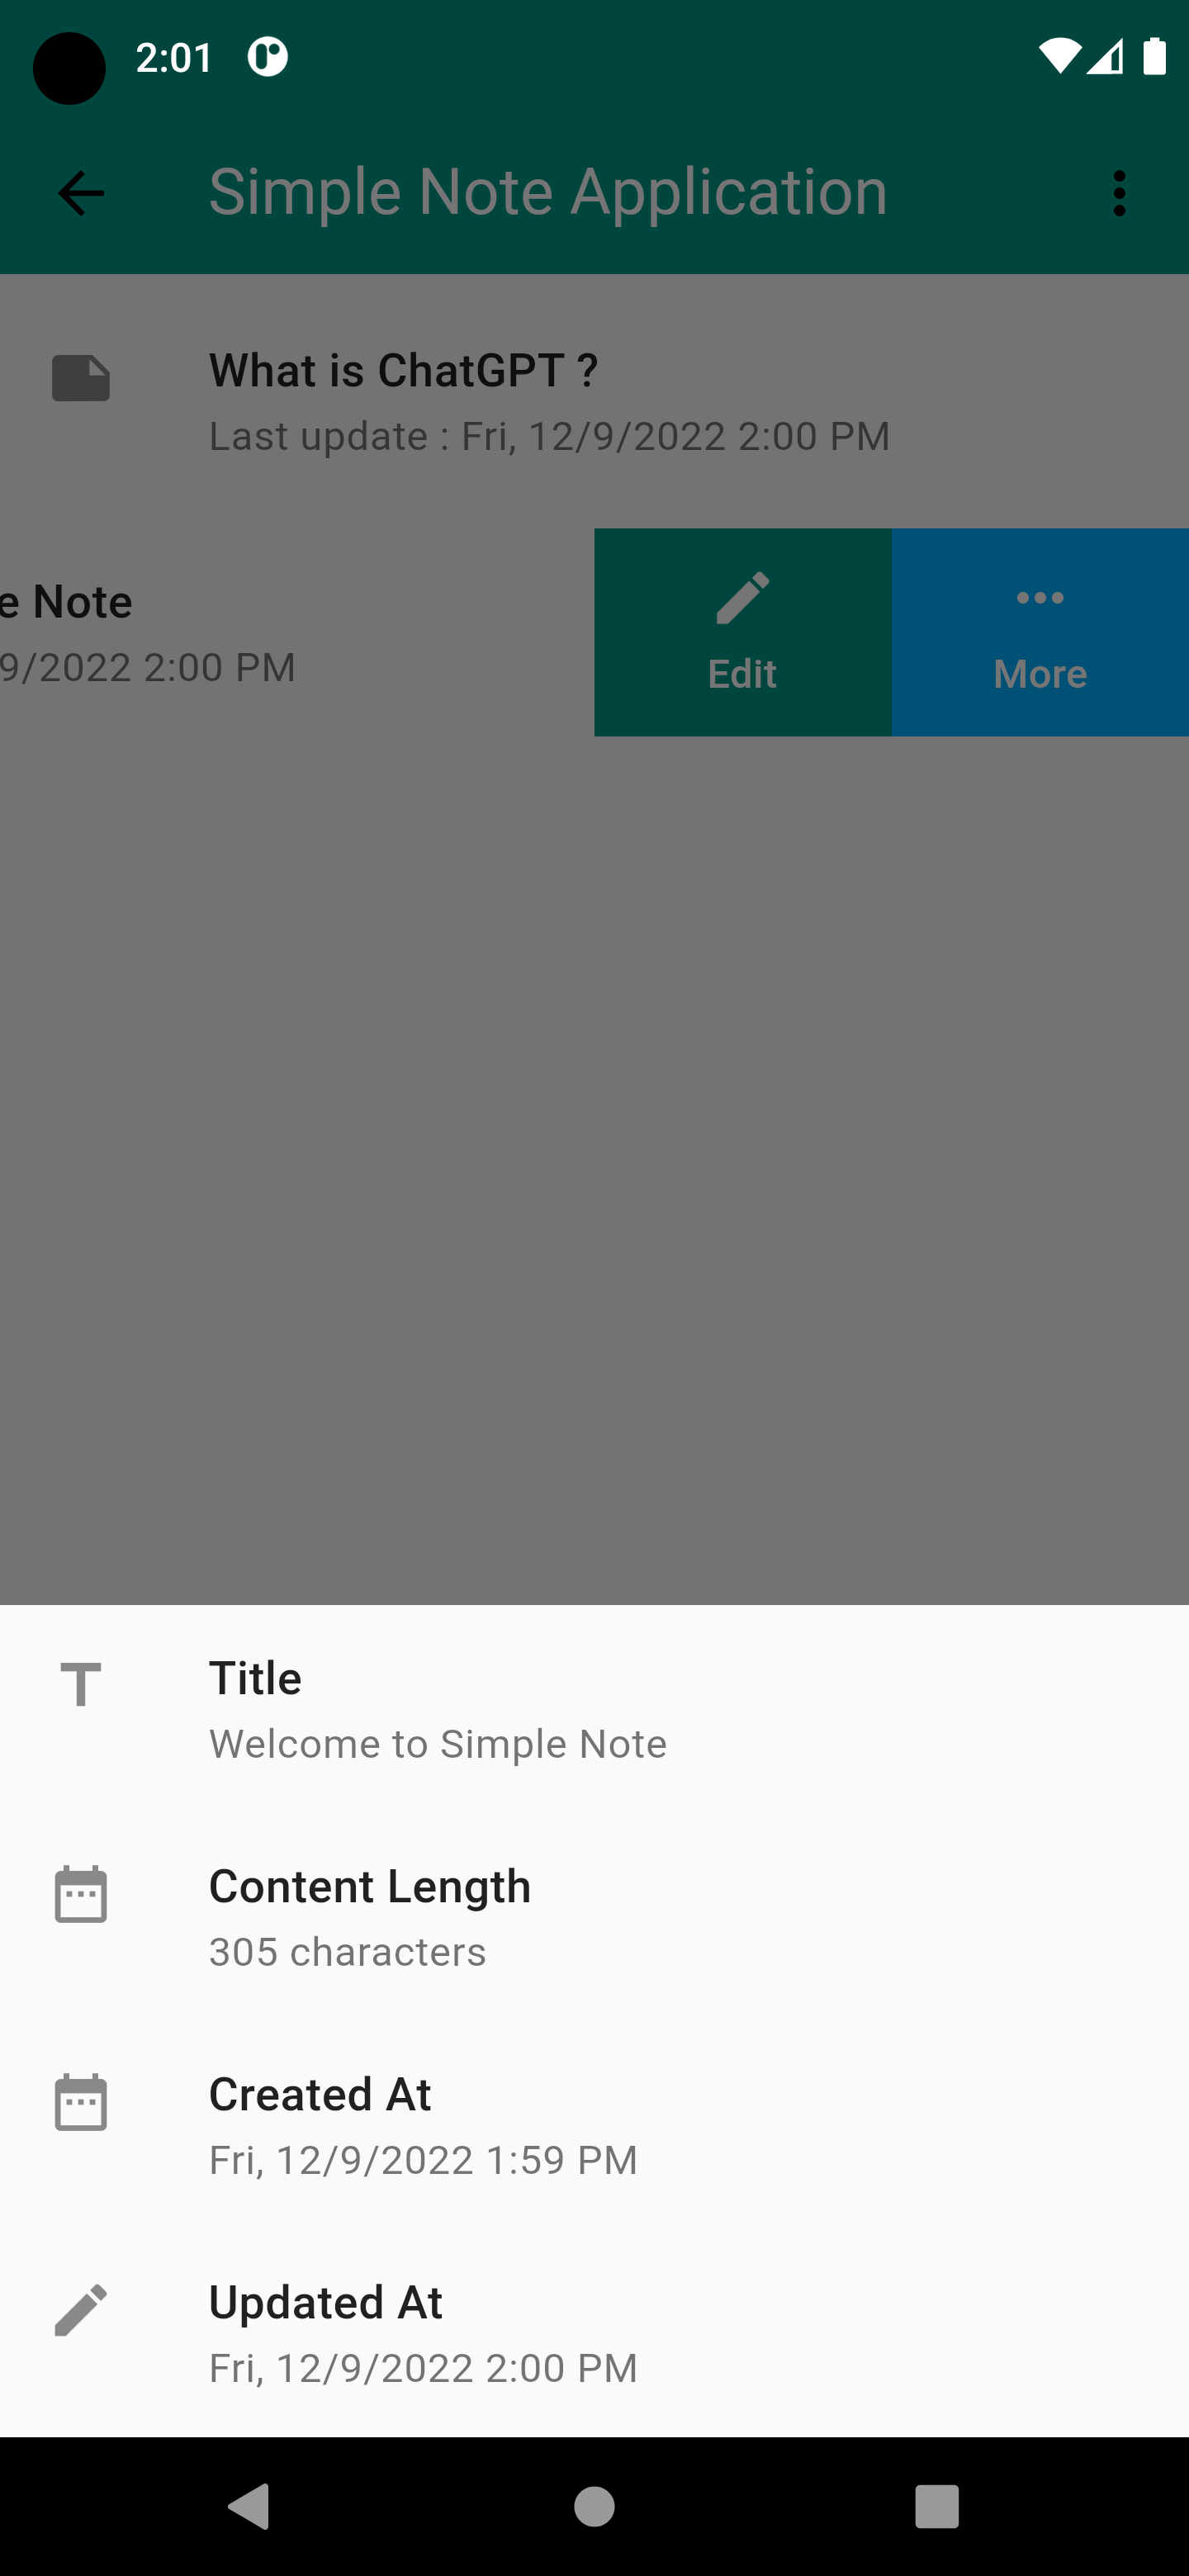 2:01
Simple Note Application
What is ChatGPT ?
Last update : Fri, 12/9/2022 2:00 PM
e Note
9/2022 2:00 PM
Edit
More
Title
Welcome to Simple Note
Content Length
305 characters
Created At
Fri, 12/9/2022 1:59 PM
Updated At
Fri, 12/9/2022 2:00 PM